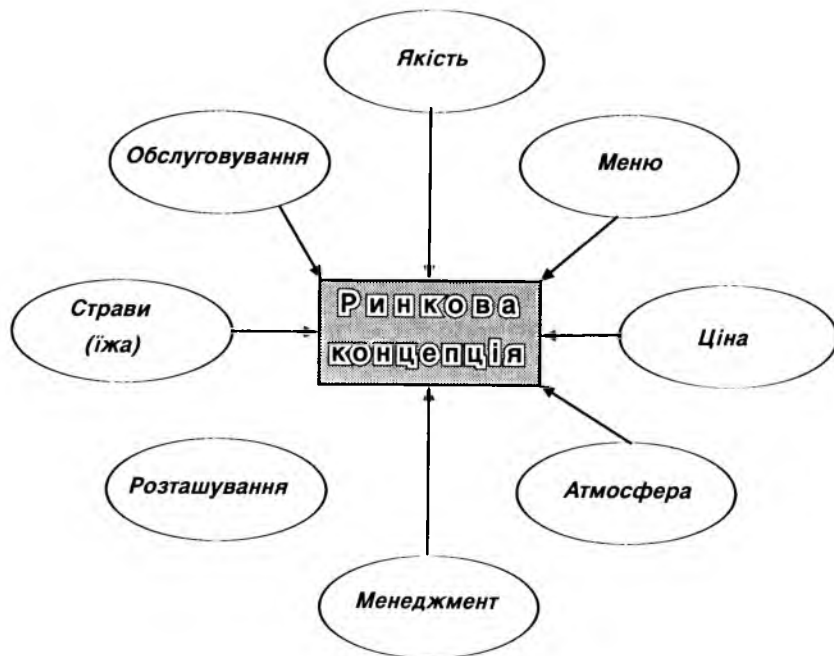 Якість
Обслуговування
Меню
Страви
(їжа)
Ринкова
концепція
Ціна
Розташування
Атмосфера
Менеджмент